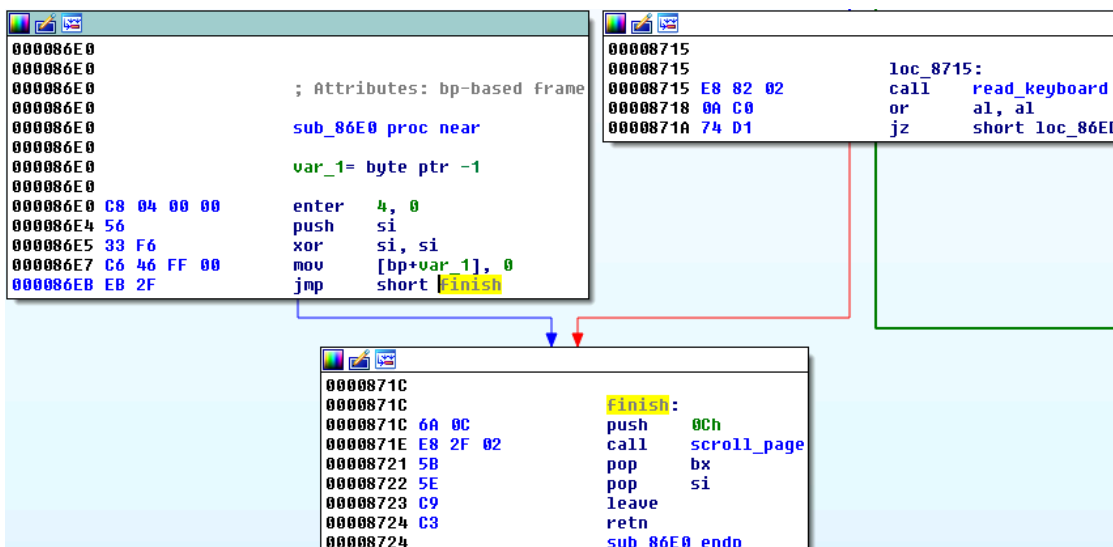 000086E0
000086E0
000086E0 ; Attributes: bp-based frame
000086E0
000086E0 sub_86E0 proc near
000086E0
000086E0 var_1= byte ptr -1
000086E0
000086E0 C8 04 00 00 enter 4, 0
000086E4 56 push si
000086E5 33 F6 xor si, si
000086E7 C6 46 FF 00 mov [bp+var_1], 0
000086EB EB 2F jmp short finish
00008715
00008715 loc_8715:
00008715 E8 82 02 call read_keyboard
00008718 0A C0 or al, al
0000871A 74 D1 jz short
0000871C
0000871C finish:
0000871C 6A 0C push 0Ch
0000871E E8 2F 02 call scroll_page
00008721 5B pop bx
00008722 5E pop si
00008723 C9 leave
00008724 C3 retn
00008724 sub_86E0 endp